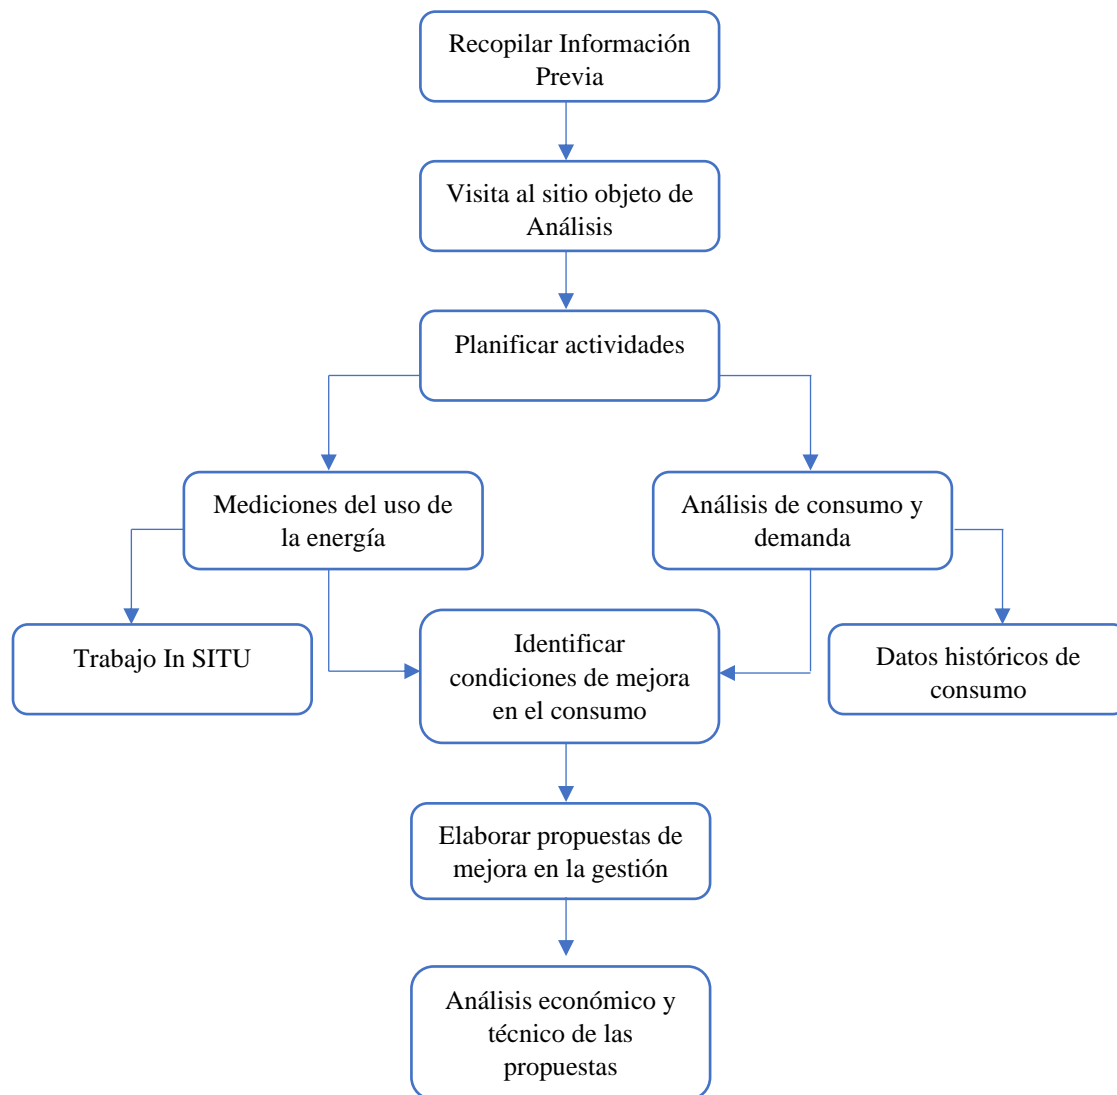 Recopilar Información
Previa
Visita al sitio objeto de
Análisis
Planificar actividades
Mediciones del uso de
la energía
Análisis de consumo y
demanda
Trabajo In SITU
Identificar
condiciones de mejora
en el consumo
Datos históricos de
consumo
Elaborar propuestas de
mejora en la gestión
Análisis económico y
técnico de las
propuestas